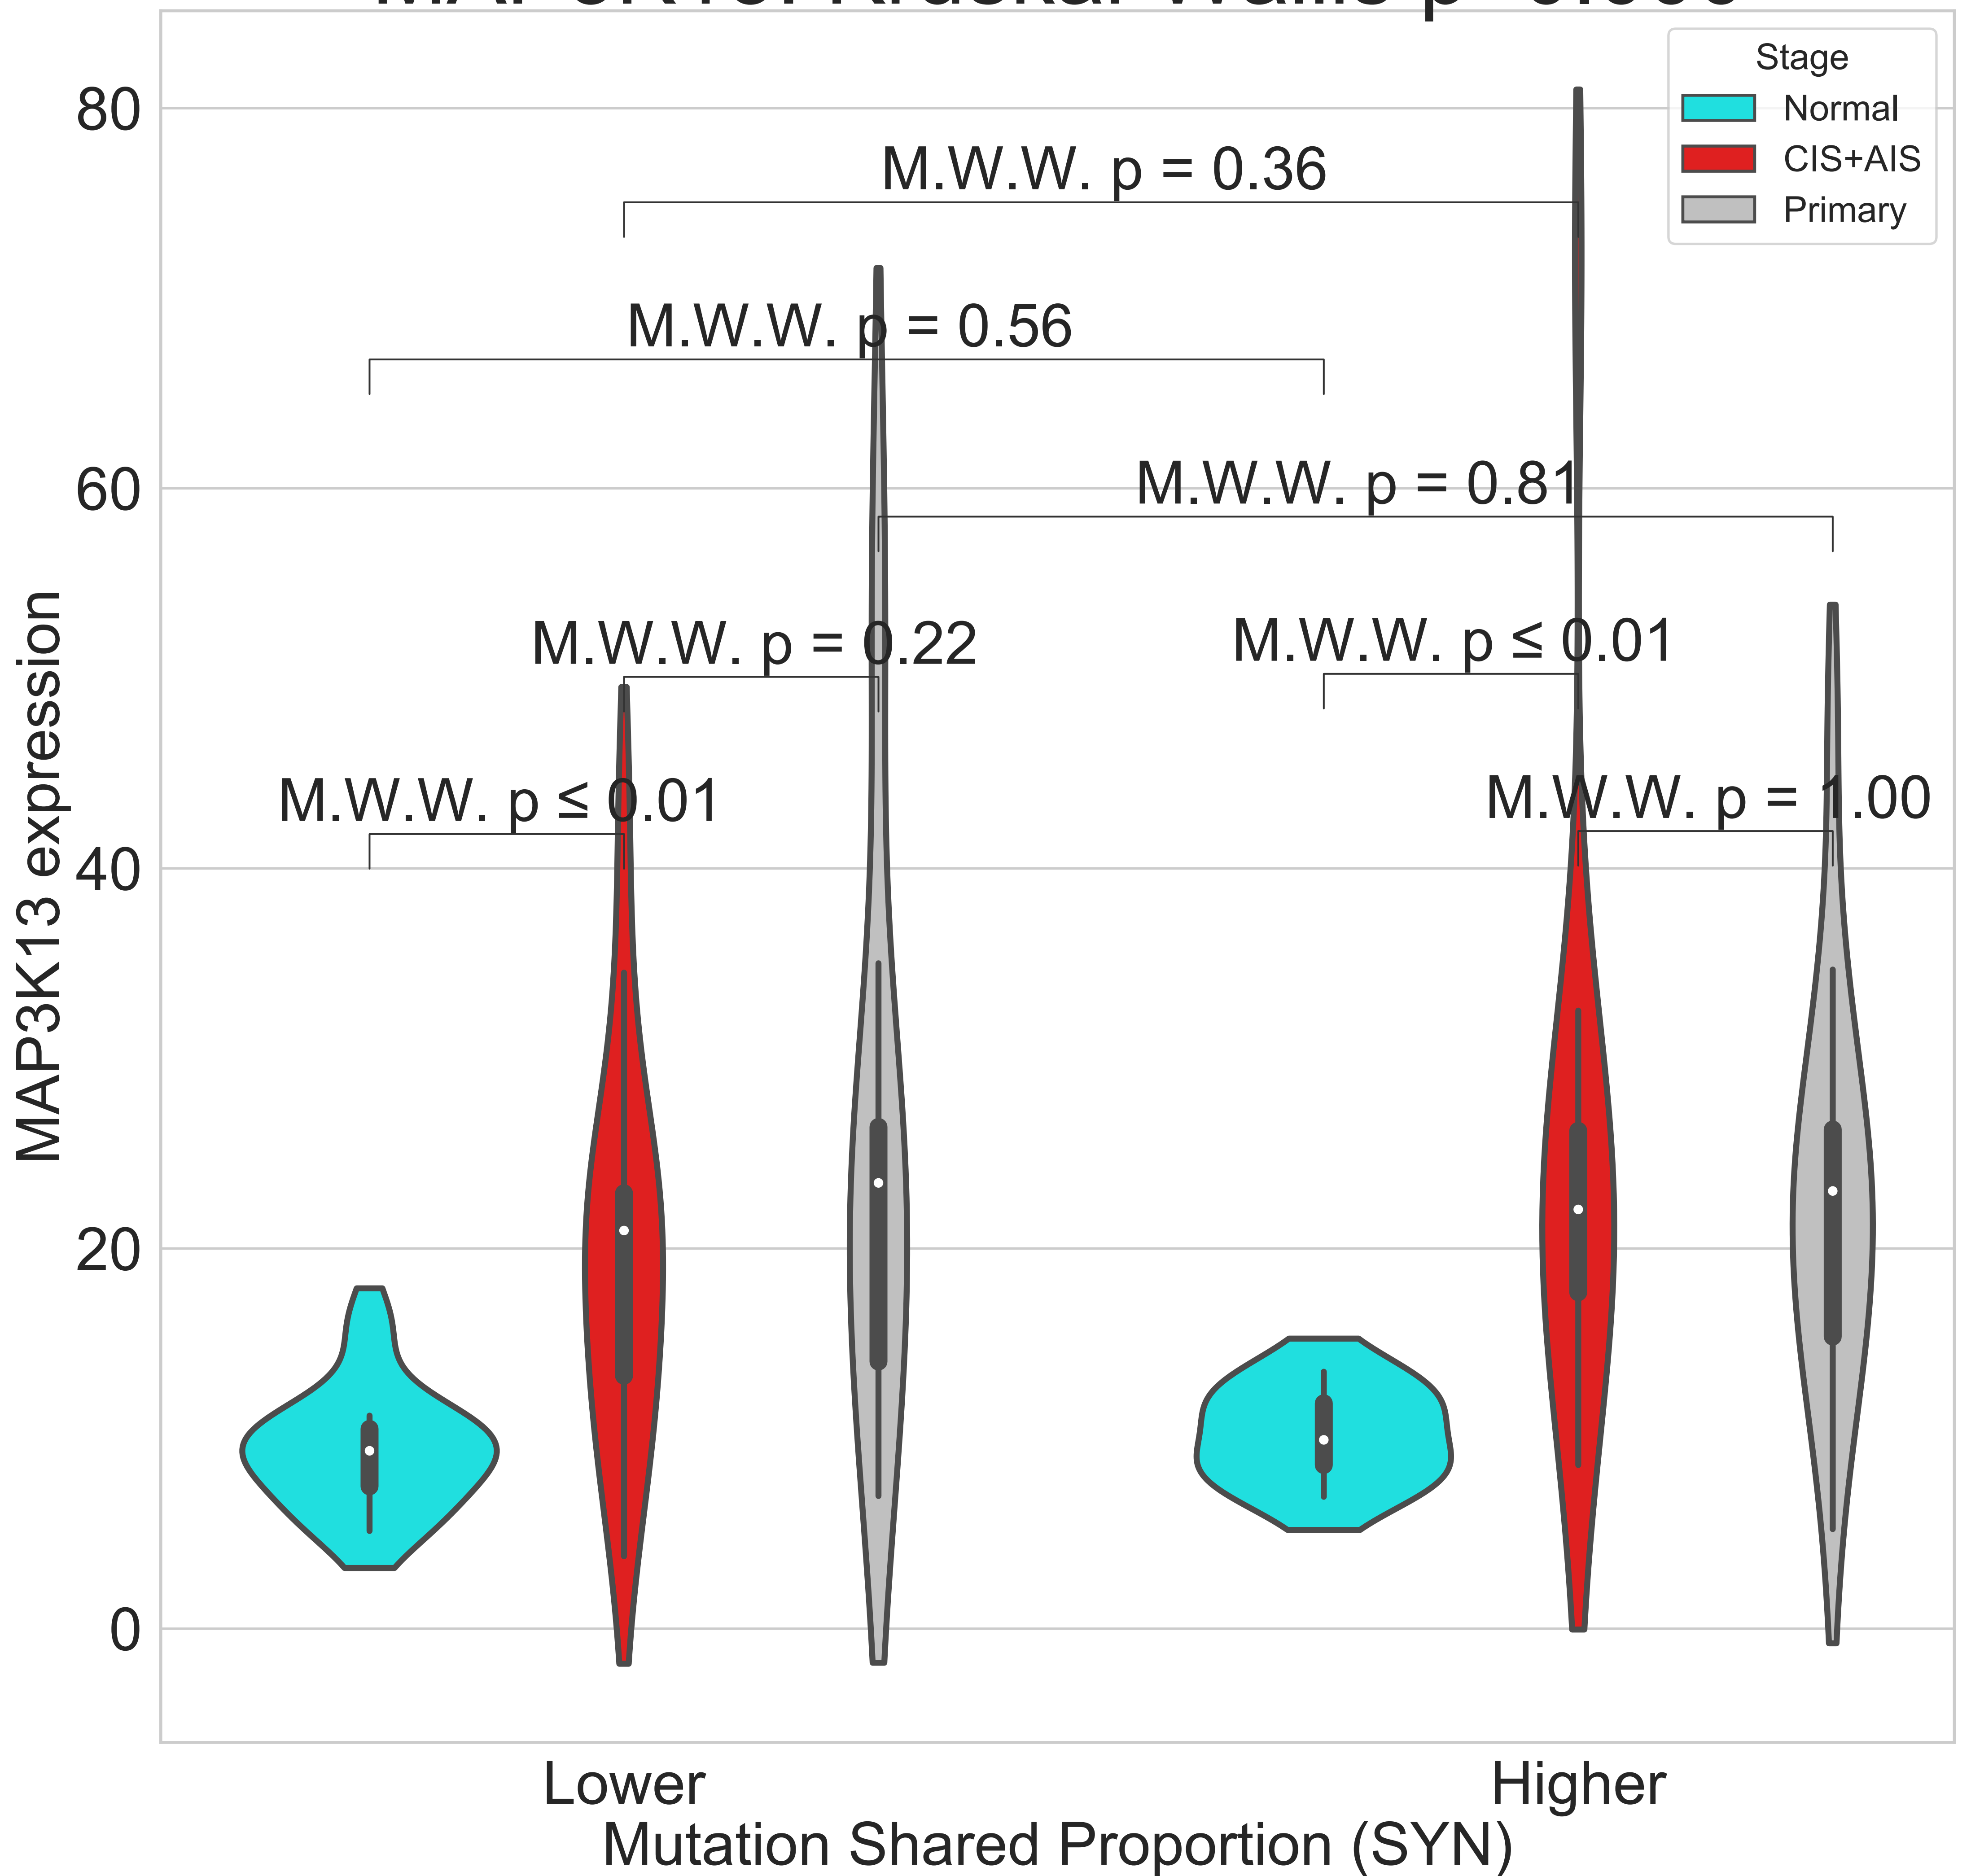 Stage
Normal
CIS+AIS
Primary
80
60
40
20
0
MAP3K13 expression
M.W.W. p = 0.36
M.W.W. p = 0.56
M.W.W. p = 0.81
M.W.W. p = 0.22
M.W.W. p ≤ 0.01
M.W.W. p ≤ 0.01
M.W.W. p = 1.00
Lower
Higher
Mutation Shared Proportion (SYN)